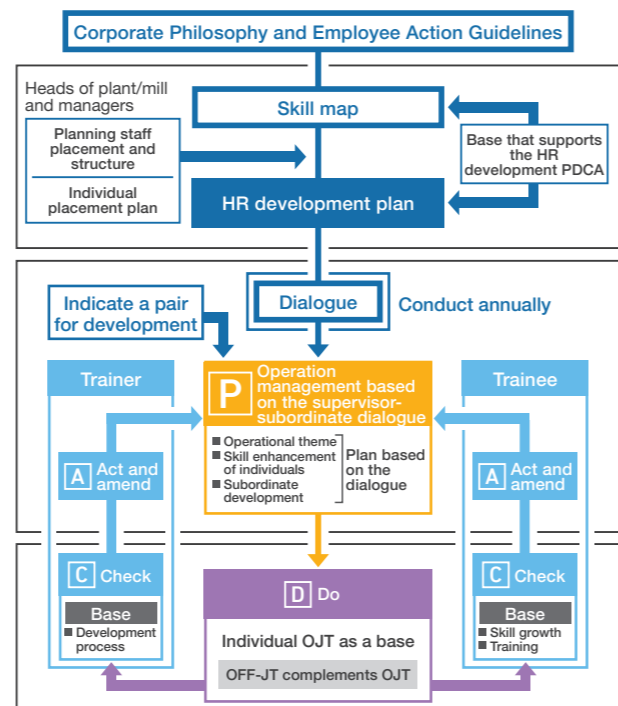 Corporate Philosophy and Employee Action Guidelines
Heads of plant/mill
and managers
Planning staff
placement and
structure
Individual
placement plan
Skill map
Base that supports
the HR
development PDCA
HR development plan
Dialogue
Conduct annually
Indicate a pair
for development
Trainer
P
Operation
management based
on the supervisor-
subordinate dialogue
Operational theme
Skill enhancement
of individuals
Subordinate
development
Plan based
on the
dialogue
Trainee
A Act and
amend
A Act and
amend
C Check
Base
Development
process
D Do
Individual OJT as a base
OFF-JT complements OJT
C Check
Base
Skill growth
Training